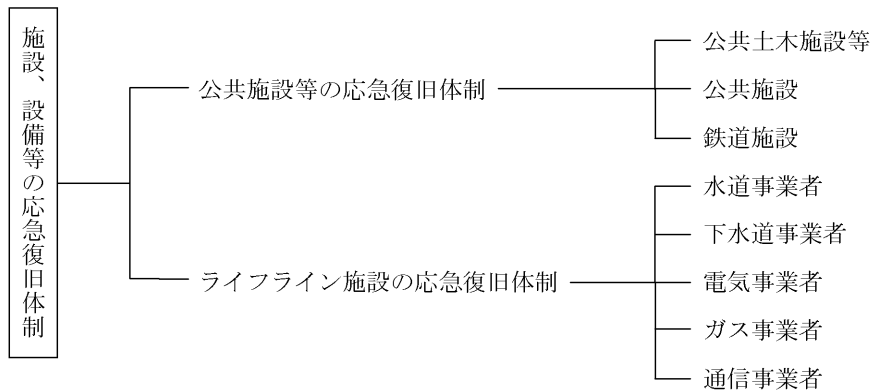 施設、設備等の応急復旧体制
公共施設等の応急復旧体制
公共土木施設等
公共施設
鉄道施設
ライフライン施設の応急復旧体制
水道事業者
下水道事業者
電気事業者
ガス事業者
通信事業者